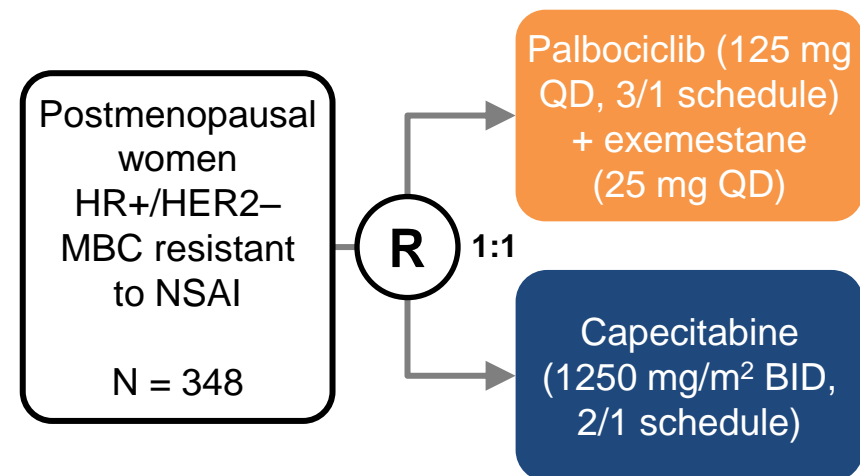 Postmenopausal
women
HR+/HER2–
MBC resistant
to NSAI
N = 348
R
1:1
Palbociclib (125 mg
QD, 3/1 schedule)
+ exemestane
(25 mg QD)
Capecitabine
(1250 mg/m² BID,
2/1 schedule)